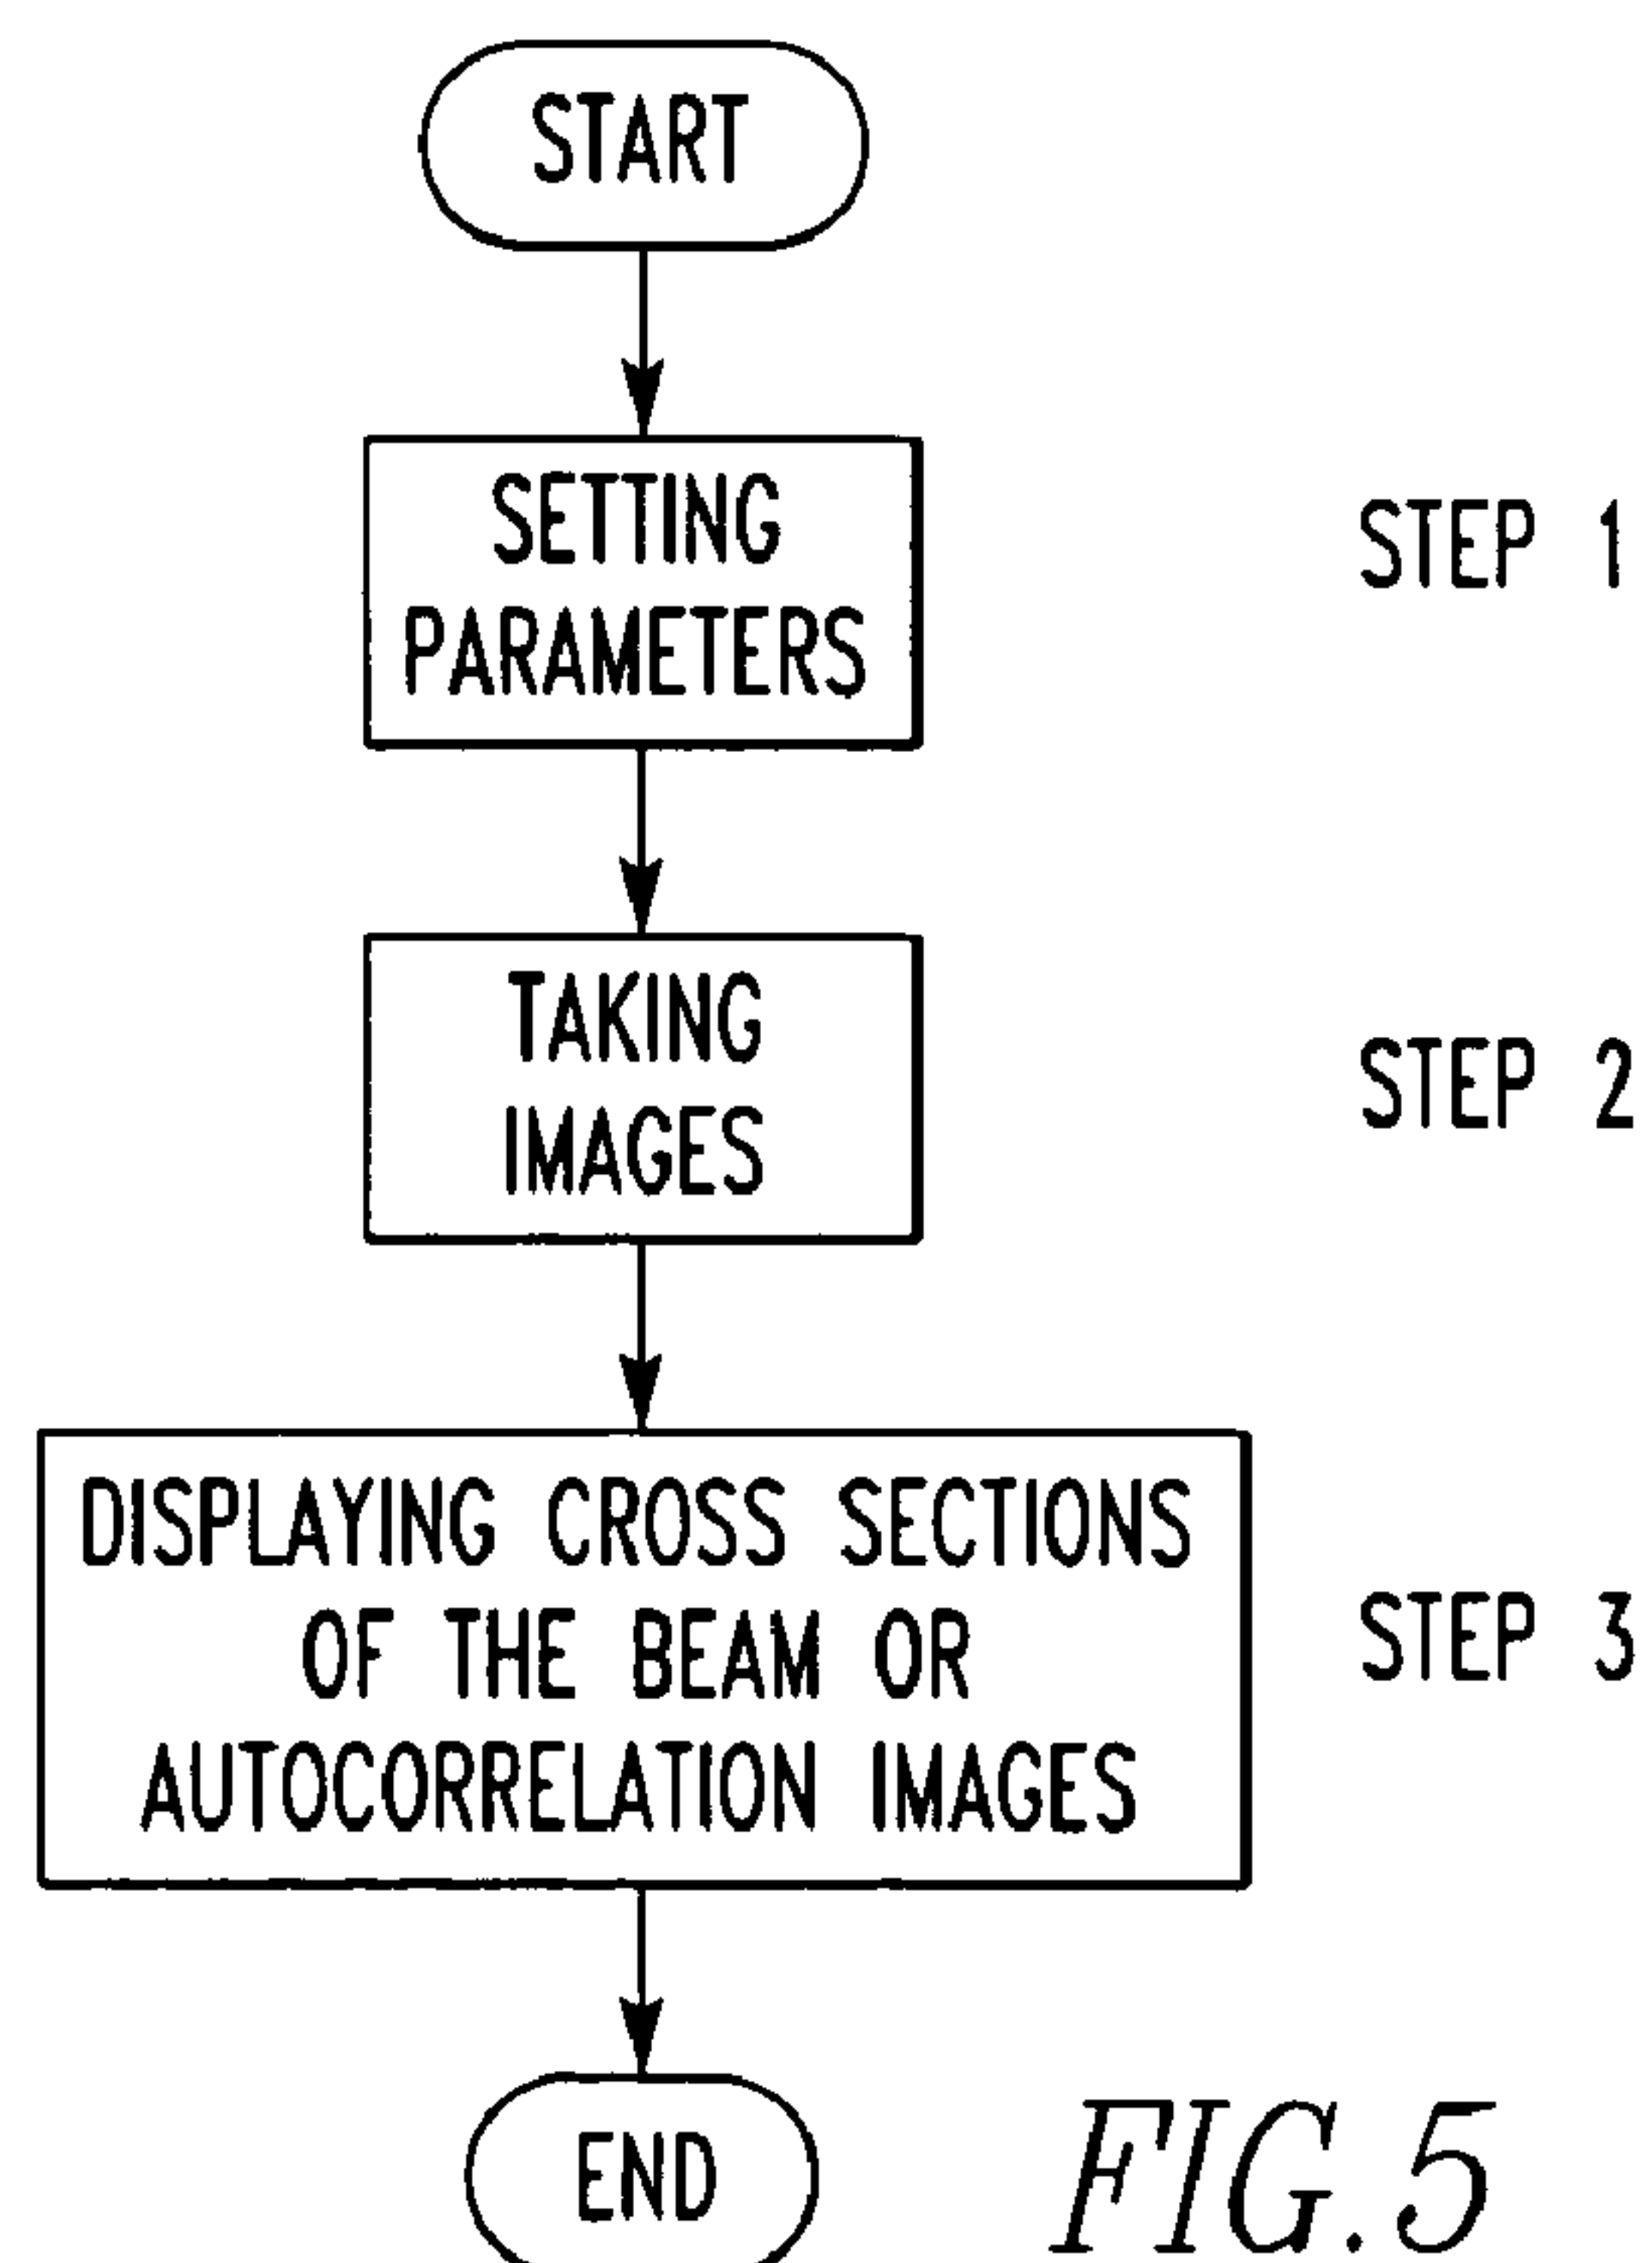 START
SETTING
PARAMETERS
STEP 1
TAKING
IMAGES
STEP 2
DISPLAYING CROSS SECTIONS
OF THE BEAM OR
AUTOCORRELATION IMAGES
STEP 3
END
FIG.5